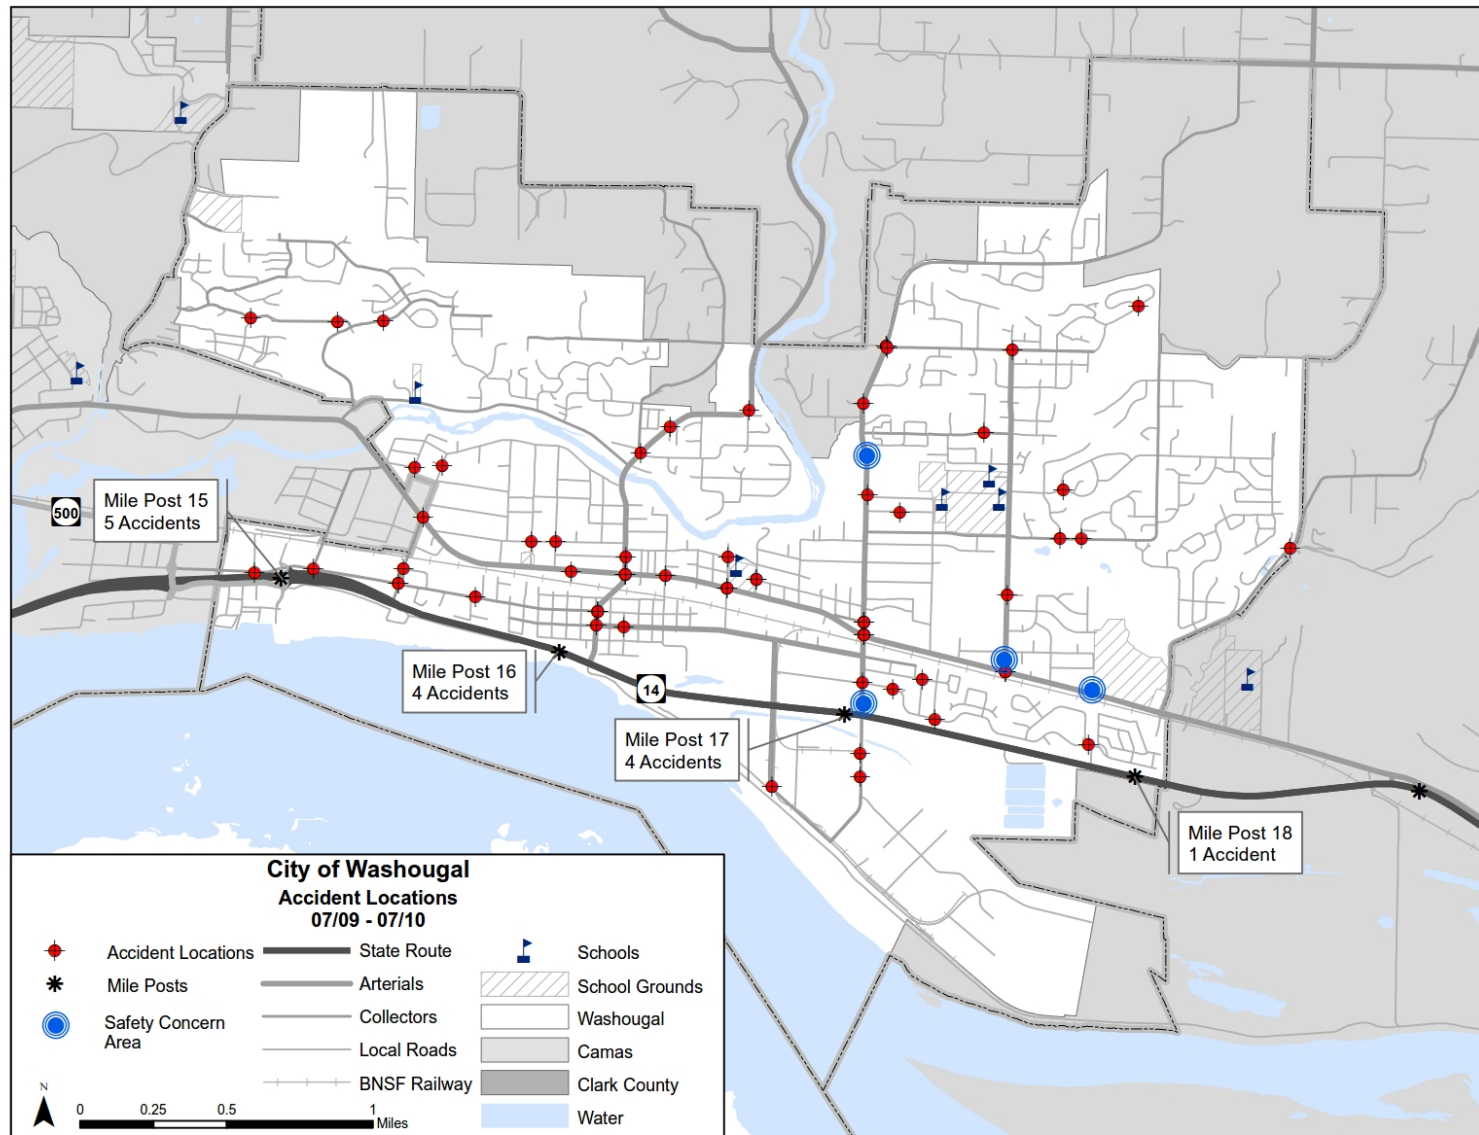 500
Mile Post 15
5 Accidents
Mile Post 16
4 Accidents
14
Mile Post 17
4 Accidents
Mile Post 18
1 Accident
City of Washougal
Accident Locations
07/09 - 07/10
Accident Locations
Mile Posts
Safety Concern
Area
State Route
Arterials
Collectors
Local Roads
BNSF Railway
Schools
School Grounds
Washougal
Camas
Clark County
Water
N
0 0.25 0.5 1
Miles